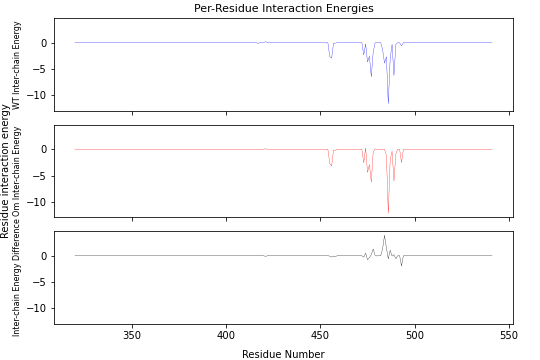 Per-Residue Interaction Energies
Residue interaction energy
WT Inter-chain Energy
0
−5
−10
Om Inter-chain Energy
0
−5
−10
Inter-chain Energy Difference
0
−5
−10
350
400
450
500
550
Residue Number